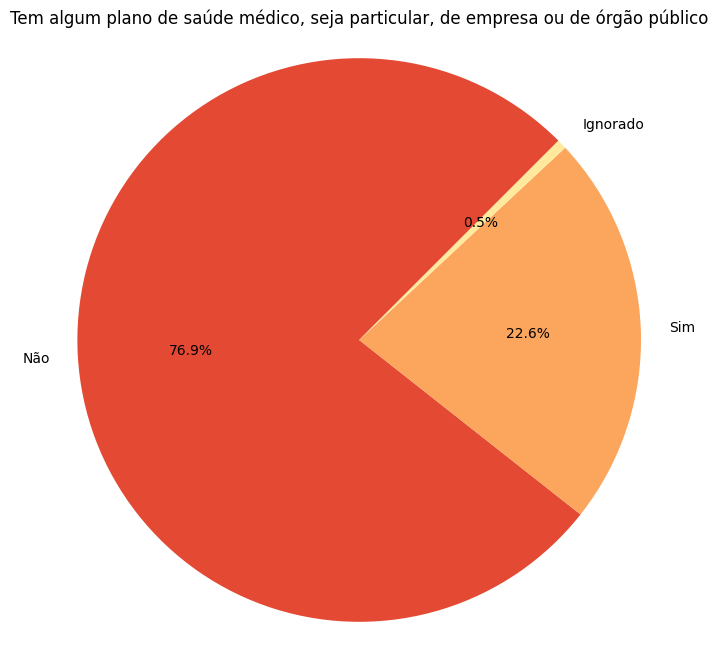 Tem algum plano de saúde médico, seja particular, de empresa ou de órgão público
Ignorado
0.5%
Sim
22.6%
76.9%
Não